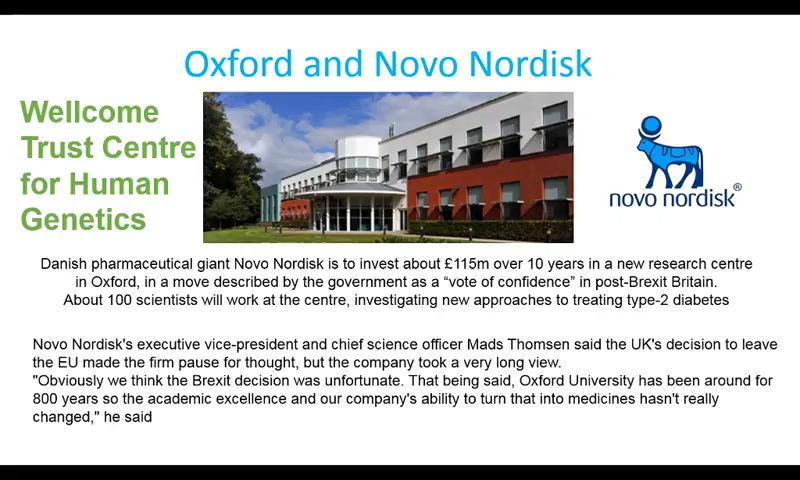 Oxford and Novo Nordisk
Wellcome
Trust Centre
for Human
Genetics
novo nordisk®
Danish pharmaceutical giant Novo Nordisk is to invest about £115m over 10 years in a new research centre
in Oxford, in a move described by the government as a “vote of confidence” in post-Brexit Britain.
About 100 scientists will work at the centre, investigating new approaches to treating type-2 diabetes
Novo Nordisk's executive vice-president and chief science officer Mads Thomsen said the UK's decision to leave
the EU made the firm pause for thought, but the company took a very long view.
"Obviously we think the Brexit decision was unfortunate. That being said, Oxford University has been around for
800 years so the academic excellence and our company's ability to turn that into medicines hasn't really
changed," he said